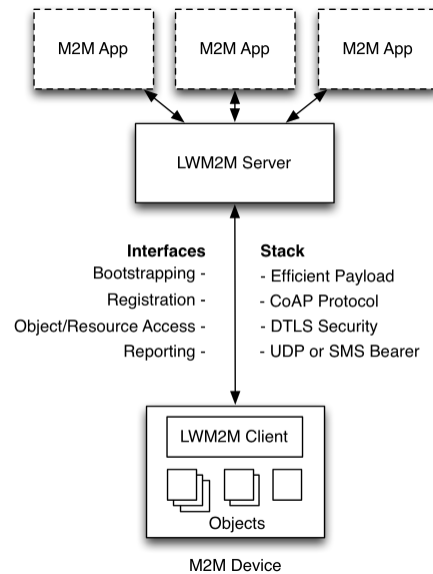 M2M App
M2M App
M2M App
LWM2M Server
Interfaces
Bootstrapping -
Registration -
Object/Resource Access -
Reporting -
Stack
- Efficient Payload
- CoAP Protocol
- DTLS Security
- UDP or SMS Bearer
LWM2M Client
Objects
M2M Device